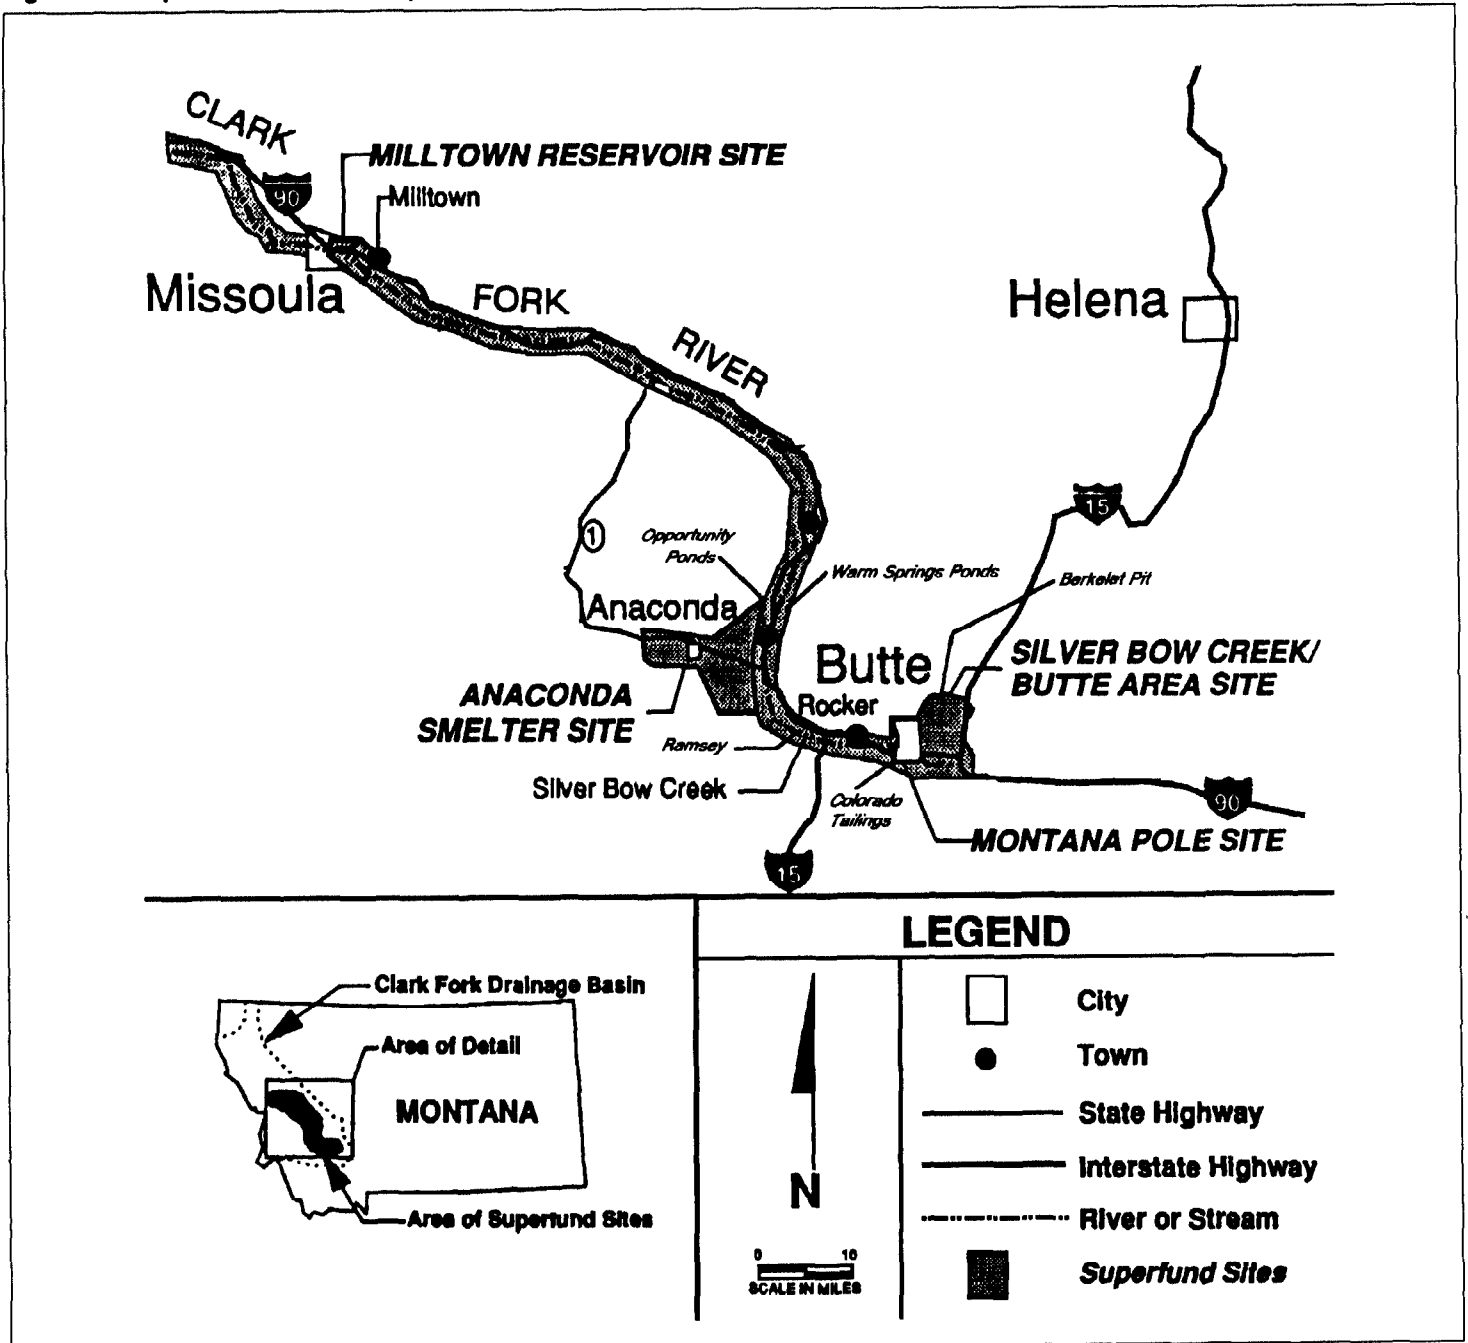 CLARK
MILLTOWN RESERVOIR SITE
90
Milltown
Missoula
FORK
Helena
RIVER
15
1
Opportunity
Ponds
Warm Springs Ponds
Berkelet Pit
Anaconda
Butte
SILVER BOW CREEK/
BUTTE AREA SITE
ANACONDA
SMELTER SITE
Rocker
Ramsey
Silver Bow Creek
Colorado
Tailings
90
MONTANA POLE SITE
15
LEGEND
Clark Fork Drainage Basin
Area of Detail
MONTANA
Area of Superfund Sites
N
0 10
SCALE IN MILES
City
Town
State Highway
Interstate Highway
River or Stream
Superfund Sites